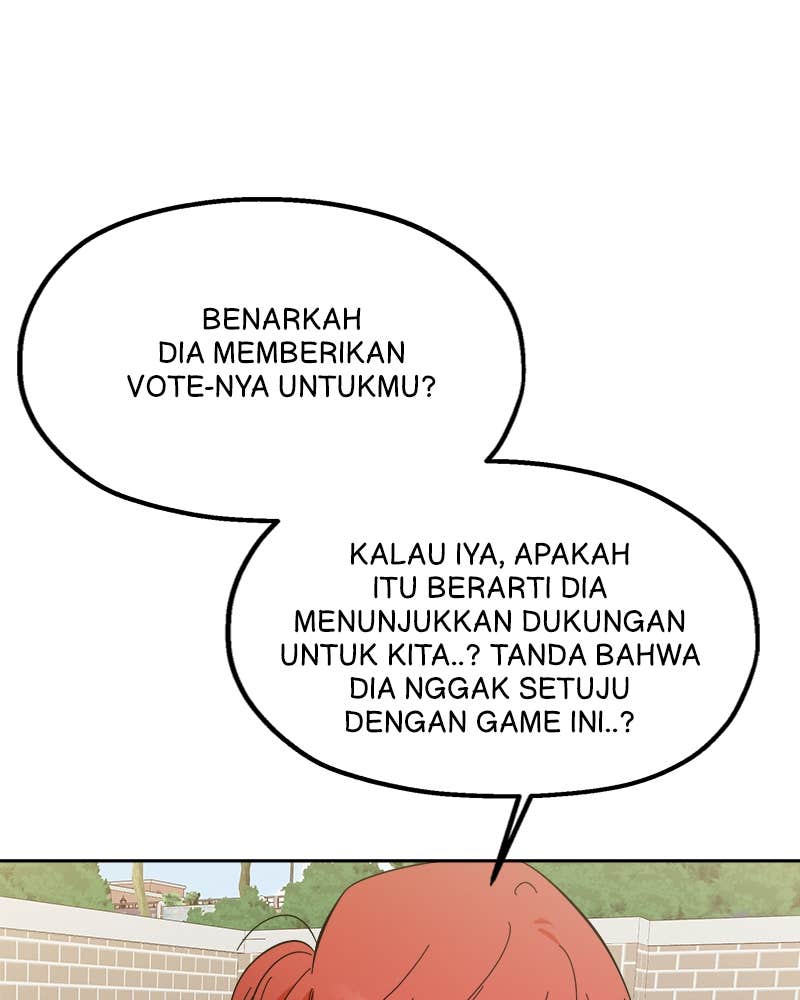 BENARKAH
DIA MEMBERIKAN
VOTE-NYA UNTUKMU?
KALAU IYA, APAKAH
ITU BERARTI DIA
MENUNJUKKAN DUKUNGAN
UNTUK KITA..? TANDA BAHWA
DIA NGGAK SETUJU
DENGAN GAME INI..?